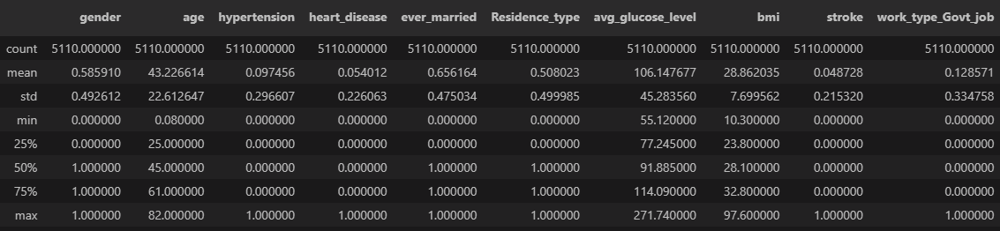 gender age hypertension heart_disease ever_married Residence_type avg_glucose_level bmi stroke work_type_Govt_job
count 5110.000000 5110.000000 5110.000000 5110.000000 5110.000000 5110.000000 5110.000000 5110.000000 5110.000000 5110.000000
mean 0.585910 43.226614 0.097456 0.054012 0.656164 0.508023 106.147677 28.862035 0.048728 0.128571
std 0.492612 22.612647 0.296607 0.226063 0.475034 0.499985 45.283560 7.699562 0.215320 0.334758
min 0.000000 0.080000 0.000000 0.000000 0.000000 0.000000 55.120000 10.300000 0.000000 0.000000
25% 0.000000 25.000000 0.000000 0.000000 0.000000 0.000000 77.245000 23.800000 0.000000 0.000000
50% 1.000000 45.000000 0.000000 0.000000 1.000000 1.000000 91.885000 28.100000 0.000000 0.000000
75% 1.000000 61.000000 0.000000 0.000000 1.000000 1.000000 114.090000 32.800000 0.000000 0.000000
max 1.000000 82.000000 1.000000 1.000000 1.000000 1.000000 271.740000 97.600000 1.000000 1.000000